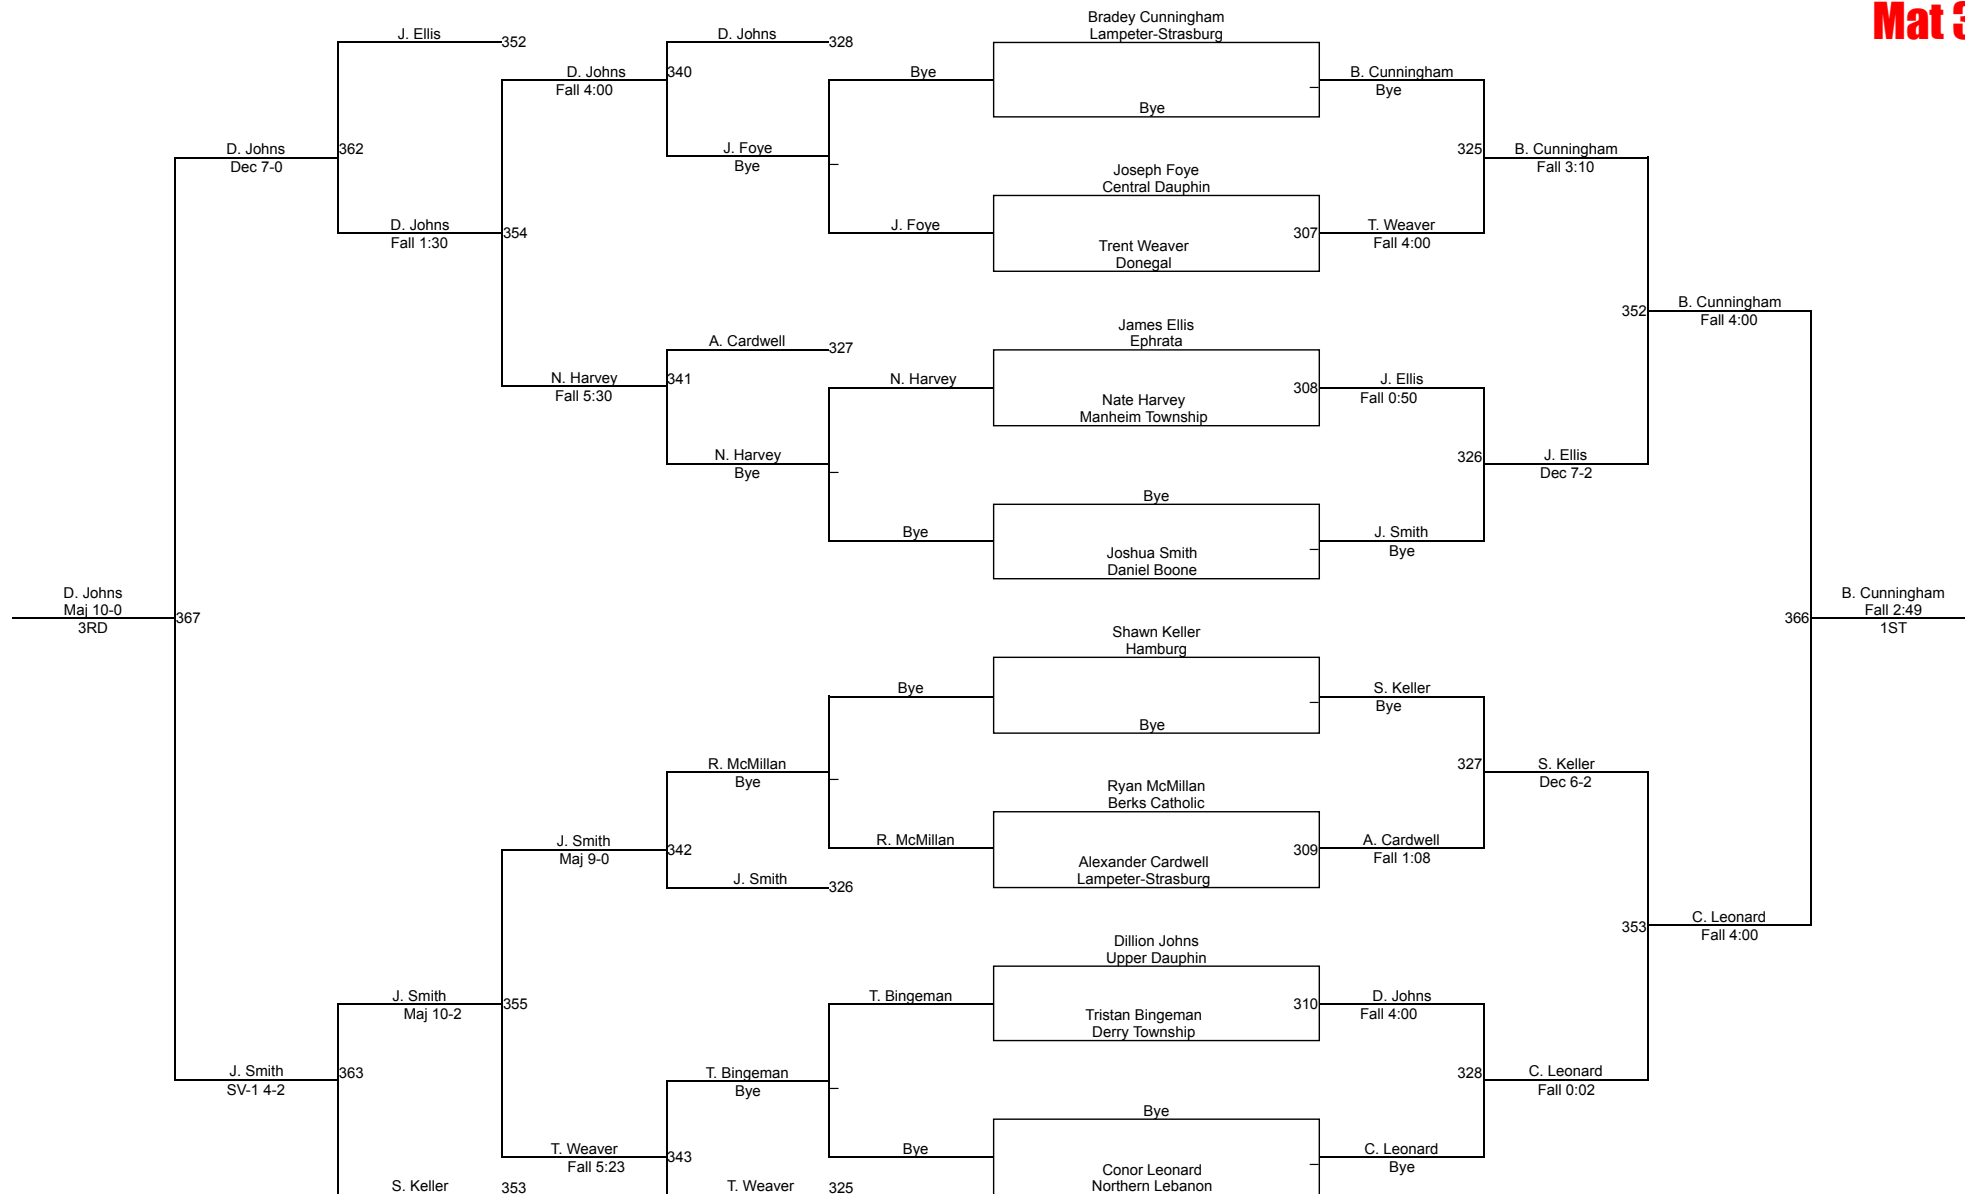 Bradey Cunningham
Mat 3
J. Ellis
352
D. Johns
328
Lampeter-Strasburg
D. Johns
340
Bye
B. Cunningham
Fall 4:00
Bye
Bye
D. Johns
362
J. Foye
325
B. Cunningham
Dec 7-0
Bye
Fall 3:10
Joseph Foye
Central Dauphin
D. Johns
354
J. Foye
307
T. Weaver
Fall 1:30
Fall 4:00
Trent Weaver
Donegal
352
B. Cunningham
Fall 4:00
James Ellis
A. Cardwell
327
Ephrata
N. Harvey
341
N. Harvey
308
J. Ellis
Fall 5:30
Fall 0:50
Nate Harvey
Manheim Township
N. Harvey
326
J. Ellis
Bye
Dec 7-2
Bye
Bye
J. Smith
Bye
Joshua Smith
Daniel Boone
D. Johns
B. Cunningham
Maj 10-0
Fall 2:49
367
366
3RD
1ST
Shawn Keller
Hamburg
Bye
S. Keller
Bye
Bye
R. McMillan
327
S. Keller
Bye
Dec 6-2
Ryan McMillan
Berks Catholic
J. Smith
342
R. McMillan
309
A. Cardwell
Maj 9-0
Fall 1:08
Alexander Cardwell
J. Smith
326
Lampeter-Strasburg
353
C. Leonard
Fall 4:00
Dillion Johns
Upper Dauphin
J. Smith
355
T. Bingeman
310
D. Johns
Maj 10-2
Fall 4:00
Tristan Bingeman
Derry Township
J. Smith
363
T. Bingeman
328
C. Leonard
SV-1 4-2
Bye
Fall 0:02
Bye
T. Weaver
343
Bye
C. Leonard
Fall 5:23
Bye
Conor Leonard
S. Keller
353
T. Weaver
325
Northern Lebanon